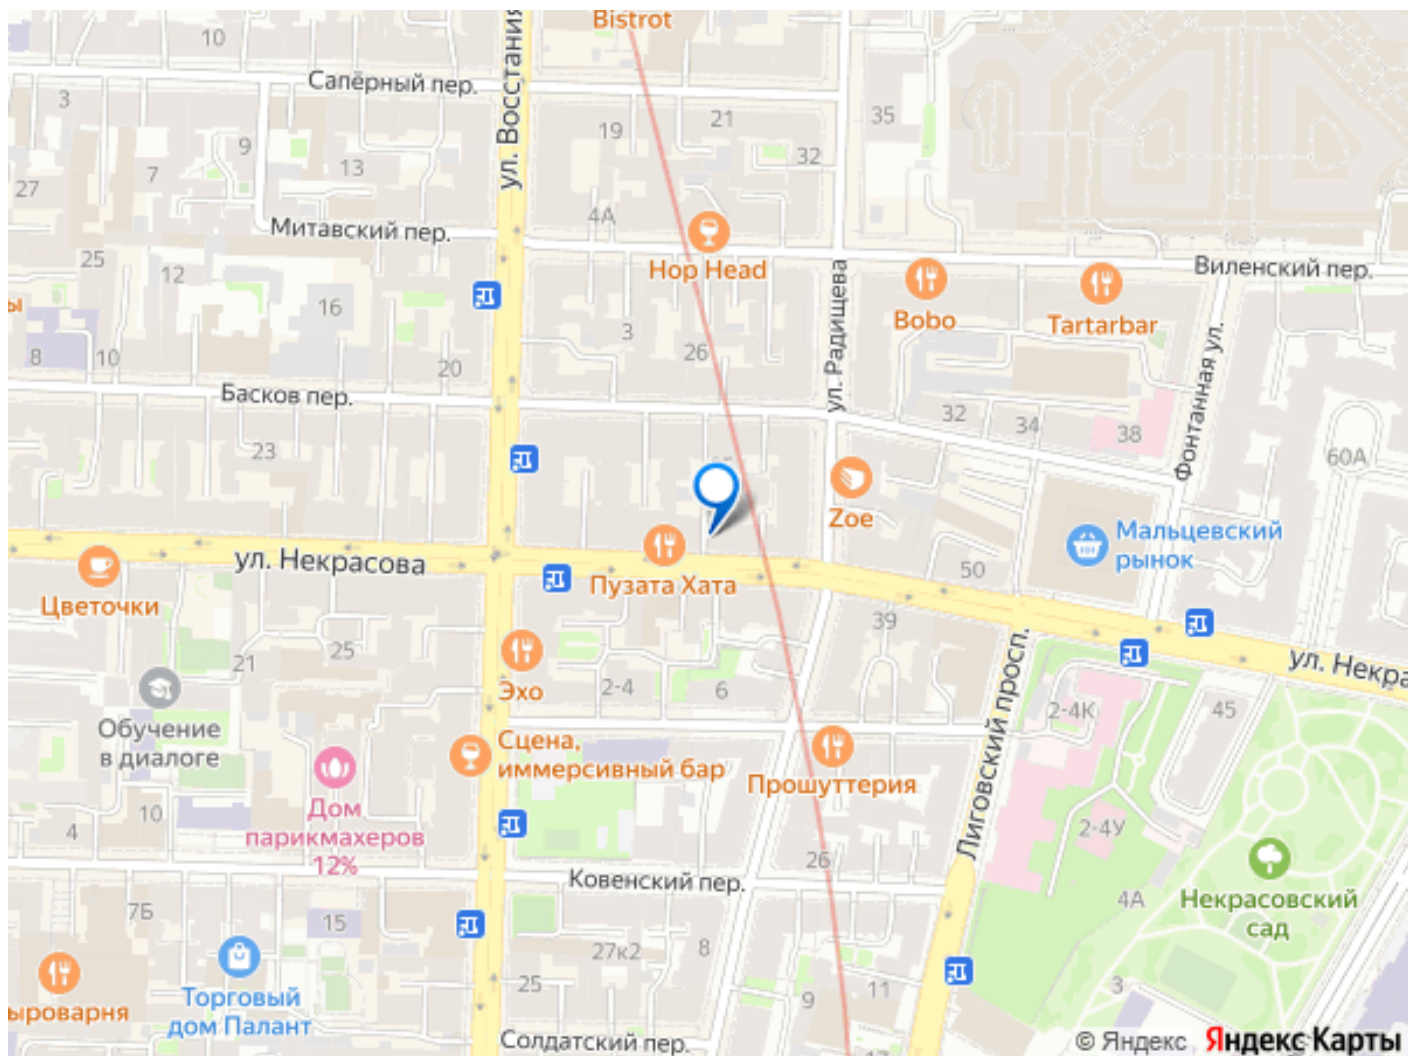 Bistrot
10
Сапёрный пер.
ул. Восстания
3
9
7
13
27
19
21
35
32
4А
Митавский пер.
Hop Head
Виленский пер.
25
12
16
ы
8
10
20
3
26
ул. Радищева
Bobo
Tartarbar
Фонтанная ул.
Басков пер.
23
32
34
38
60А
Zoe
Мальцевский
рынок
ул. Некрасова
Пузата Хата
50
Цветочки
39
21
25
Эхо
2-4
6
Обучение
в диалоге
Сцена,
иммерсивный бар
Прошуттерия
Лиговский просп.
2-4К
45
ул. Некра
Дом
парикмахеров
12%
10
4
2-4У
26
Ковенский пер.
4А
Некрасовский
сад
7Б
15
27к2
8
25
9
11
3
ыроварня
Торговый
дом Палант
Солдатский пер.
17
© Яндекс Яндекс Карты